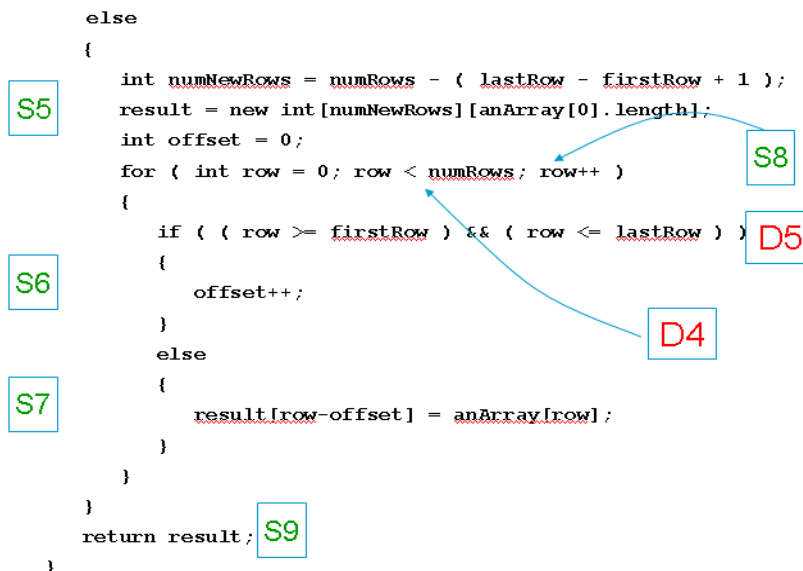 else
{
int numNewRows = numRows - ( lastRow - firstRow + 1 );
S5
result = new int[numNewRows][anArray[0].length];
int offset = 0;
S8
for ( int row = 0; row < numRows; row++ )
{
if ( ( row >= firstRow ) && ( row <= lastRow ) )
D5
{
S6
offset++;
}
D4
else
{
S7
result[row-offset] = anArray[row];
}
}
}
return result;
S9
}